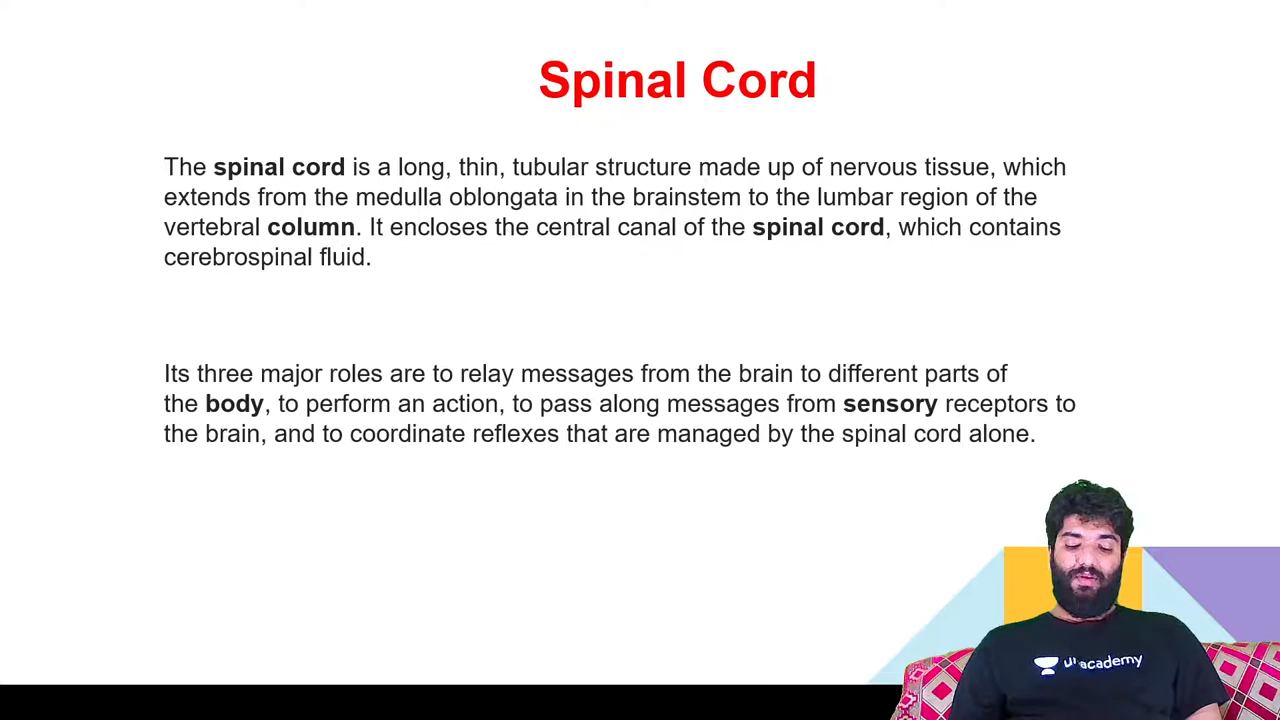 Spinal Cord
The spinal cord is a long, thin, tubular structure made up of nervous tissue, which
extends from the medulla oblongata in the brainstem to the lumbar region of the
vertebral column. It encloses the central canal of the spinal cord, which contains
cerebrospinal fluid.
Its three major roles are to relay messages from the brain to different parts of
the body, to perform an action, to pass along messages from sensory receptors to
the brain, and to coordinate reflexes that are managed by the spinal cord alone.